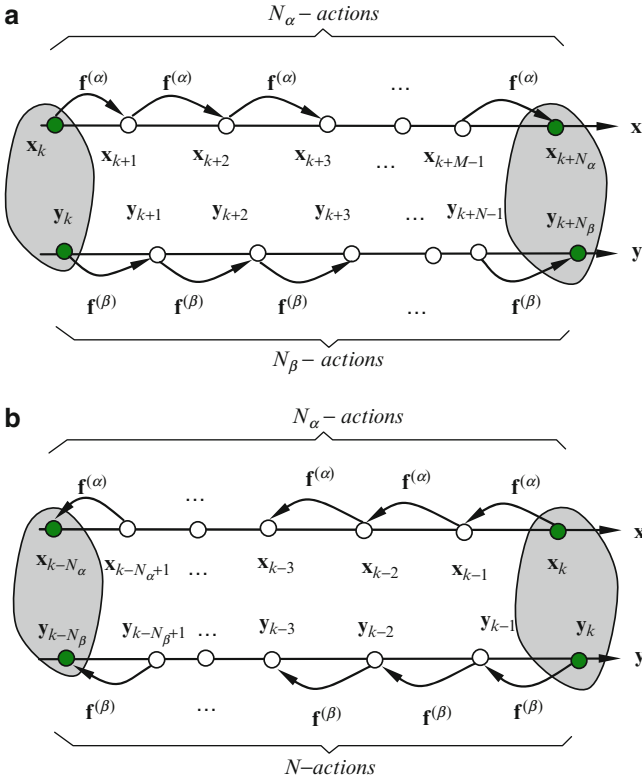 a
N_α – actions
f^(α) f^(α) f^(α) ... f^(α)
x
x_k x_{k+1} x_{k+2} x_{k+3} ... x_{k+M−1} x_{k+N_α}
y_k y_{k+1} y_{k+2} y_{k+3} ... y_{k+N−1} y_{k+N_β}
y
f^(β) f^(β) f^(β) ... f^(β)
N_β – actions
b
N_α – actions
f^(α) ... f^(α) f^(α) f^(α)
x
x_{k−N_α} x_{k−N_α+1} ... x_{k−3} x_{k−2} x_{k−1} x_k
y_{k−N_β} y_{k−N_β+1} ... y_{k−3} y_{k−2} y_{k−1} y_k
y
f^(β) ... f^(β) f^(β) f^(β)
N–actions